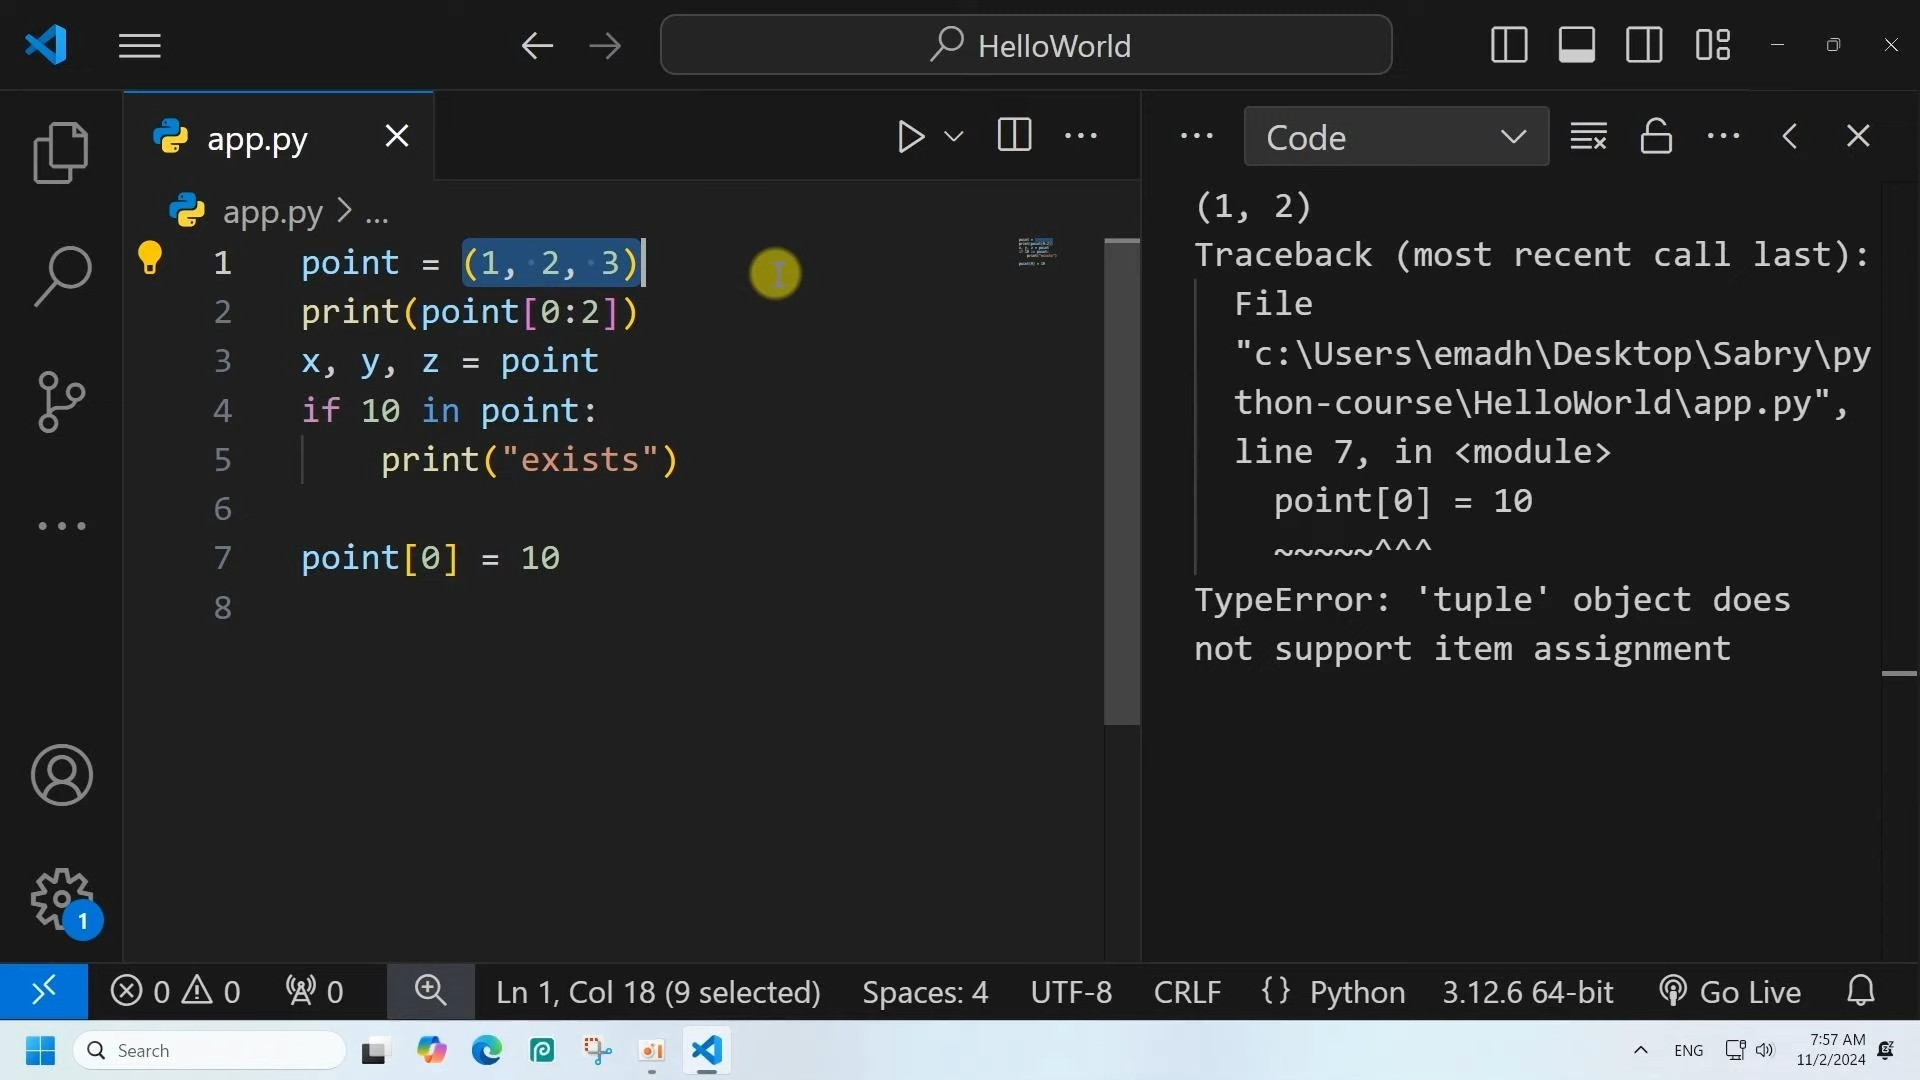 HelloWorld
app.py
Code
app.py > ...
1 point = (1, 2, 3)
2 print(point[0:2])
3 x, y, z = point
4 if 10 in point:
5 print("exists")
6
7 point[0] = 10
8
(1, 2)
Traceback (most recent call last):
File
"c:\Users\emadh\Desktop\Sabry\py
thon-course\HelloWorld\app.py",
line 7, in <module>
point[0] = 10
~~~~~^^^
TypeError: 'tuple' object does
not support item assignment
1
0 0 0 Ln 1, Col 18 (9 selected) Spaces: 4 UTF-8 CRLF {} Python 3.12.6 64-bit Go Live
Search
ENG
7:57 AM
11/2/2024